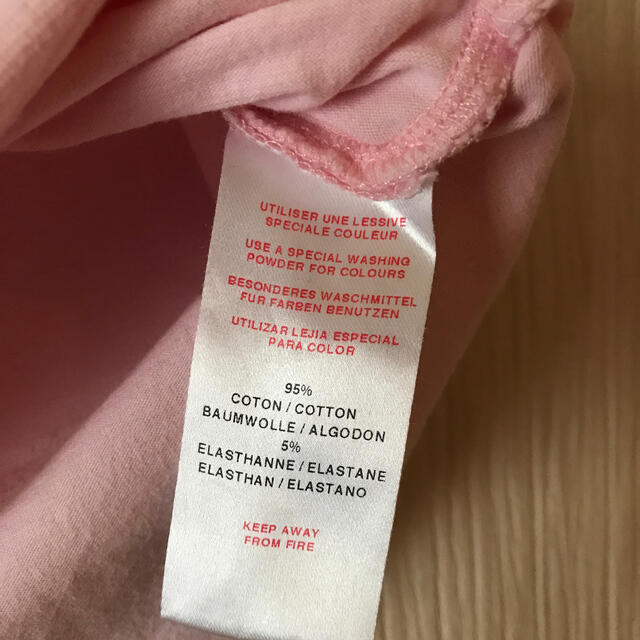 UTILISER UNE LESSIVE
SPECIALE COULEUR
USE A SPECIAL WASHING
POWDER FOR COLOURS
BESONDERES WASCHMITTEL
FUR FARBEN BENUTZEN
UTILIZAR LEJIA ESPECIAL
PARA COLOR
95%
COTON / COTTON
BAUMWOLLE / ALGODON
5%
ELASTHANNE / ELASTANE
ELASTHAN / ELASTANO
KEEP AWAY
FROM FIRE